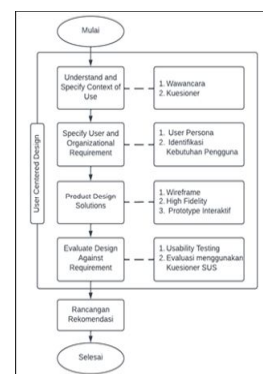 Mulai
Understand and
Specify Context of
Use
1. Wawancara
2. Kuesioner
User Centered Design
Specify User and
Organizational
Requirement
1. User Persona
2. Identifikasi
Kebutuhan Pengguna
Product Design
Solutions
1. Wireframe
2. High Fidelity
3. Prototype Interaktif
Evaluate Design
Against
Requirement
1. Usability Testing
2. Evaluasi menggunakan
Kuesioner SUS
Rancangan
Rekomendasi
Selesai